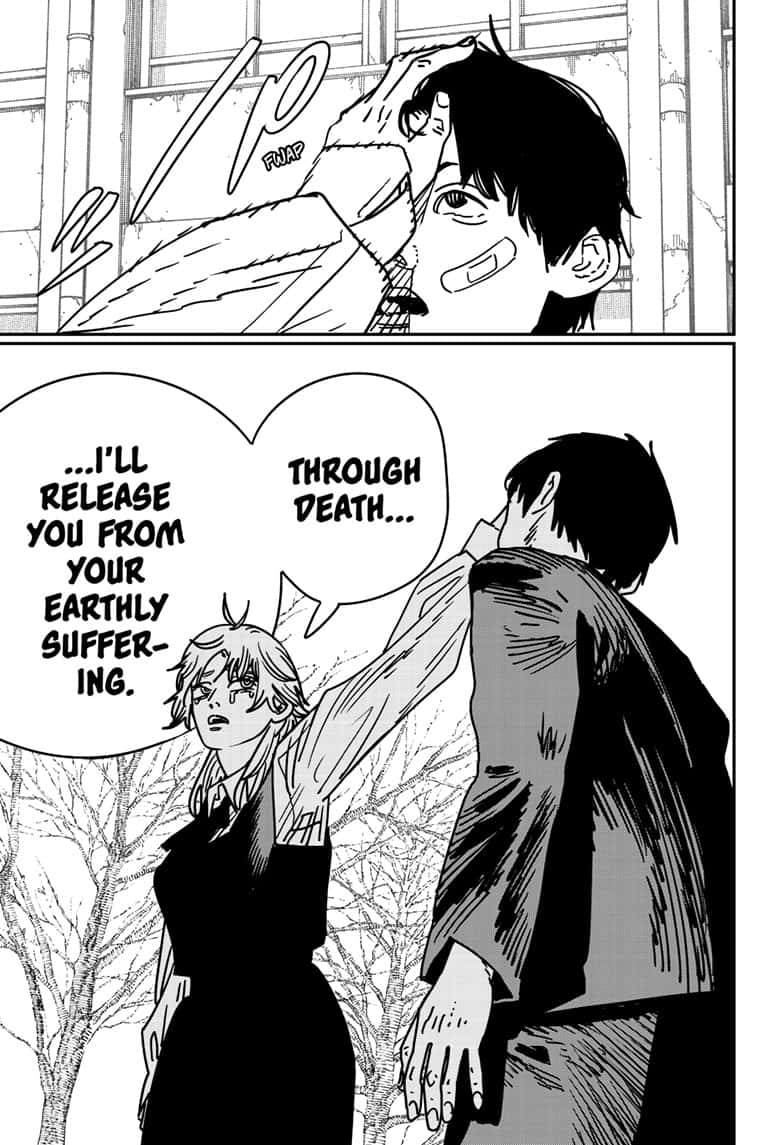 FWAP
THROUGH
DEATH...
...I'LL
RELEASE
YOU FROM
YOUR
EARTHLY
SUFFER-
ING.